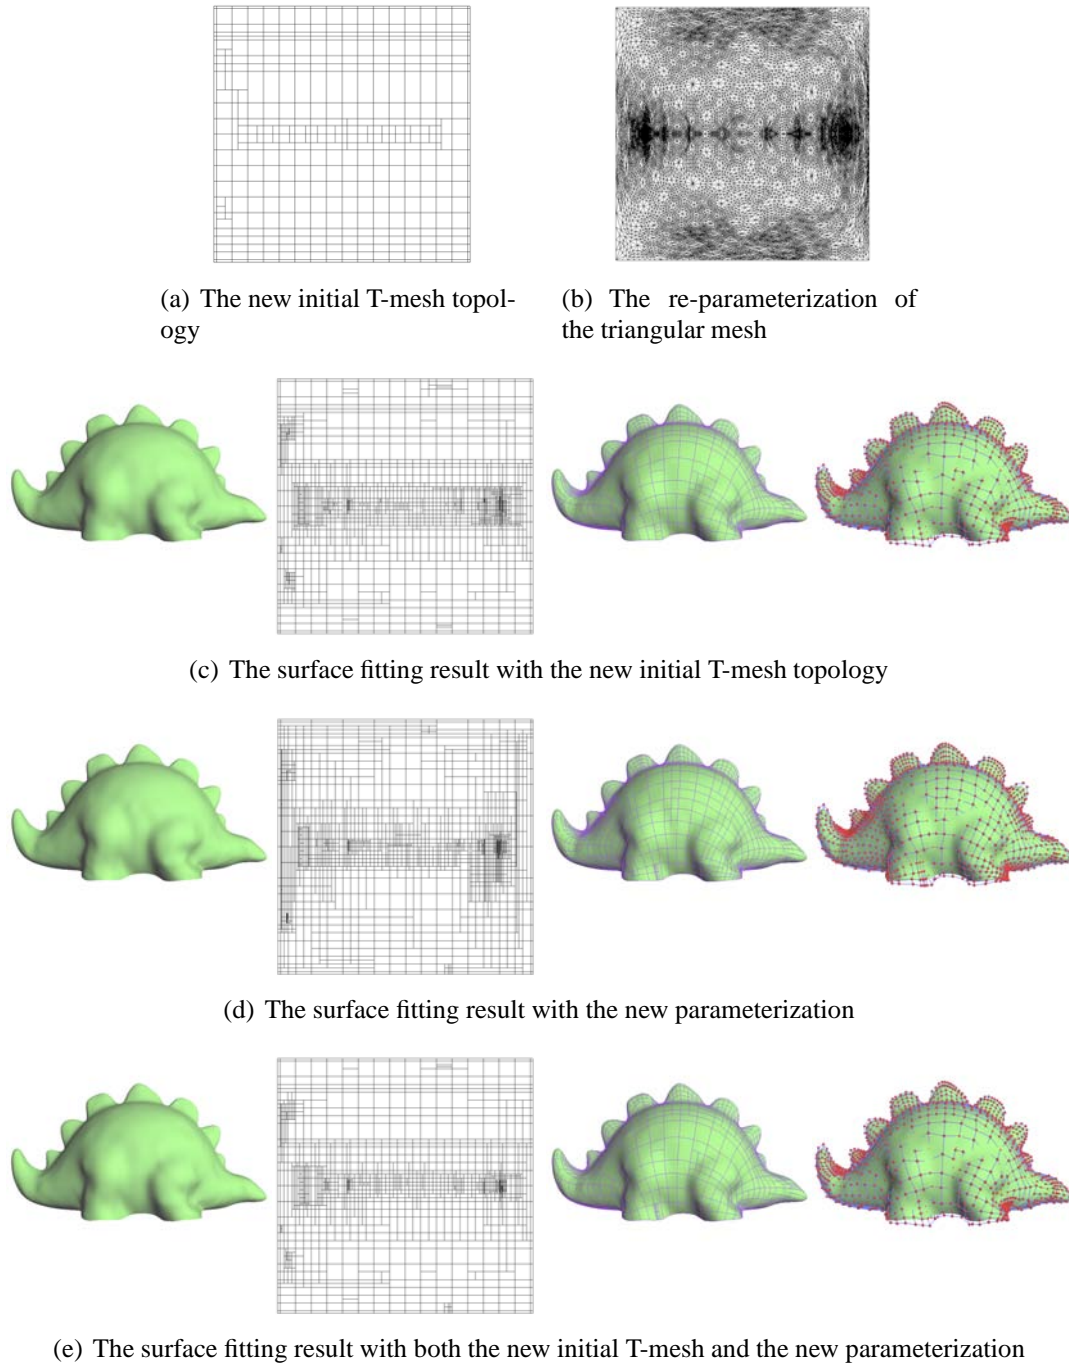 (a) The new initial T-mesh topol-
ogy
(b) The re-parameterization of
the triangular mesh
(c) The surface fitting result with the new initial T-mesh topology
(d) The surface fitting result with the new parameterization
(e) The surface fitting result with both the new initial T-mesh and the new parameterization